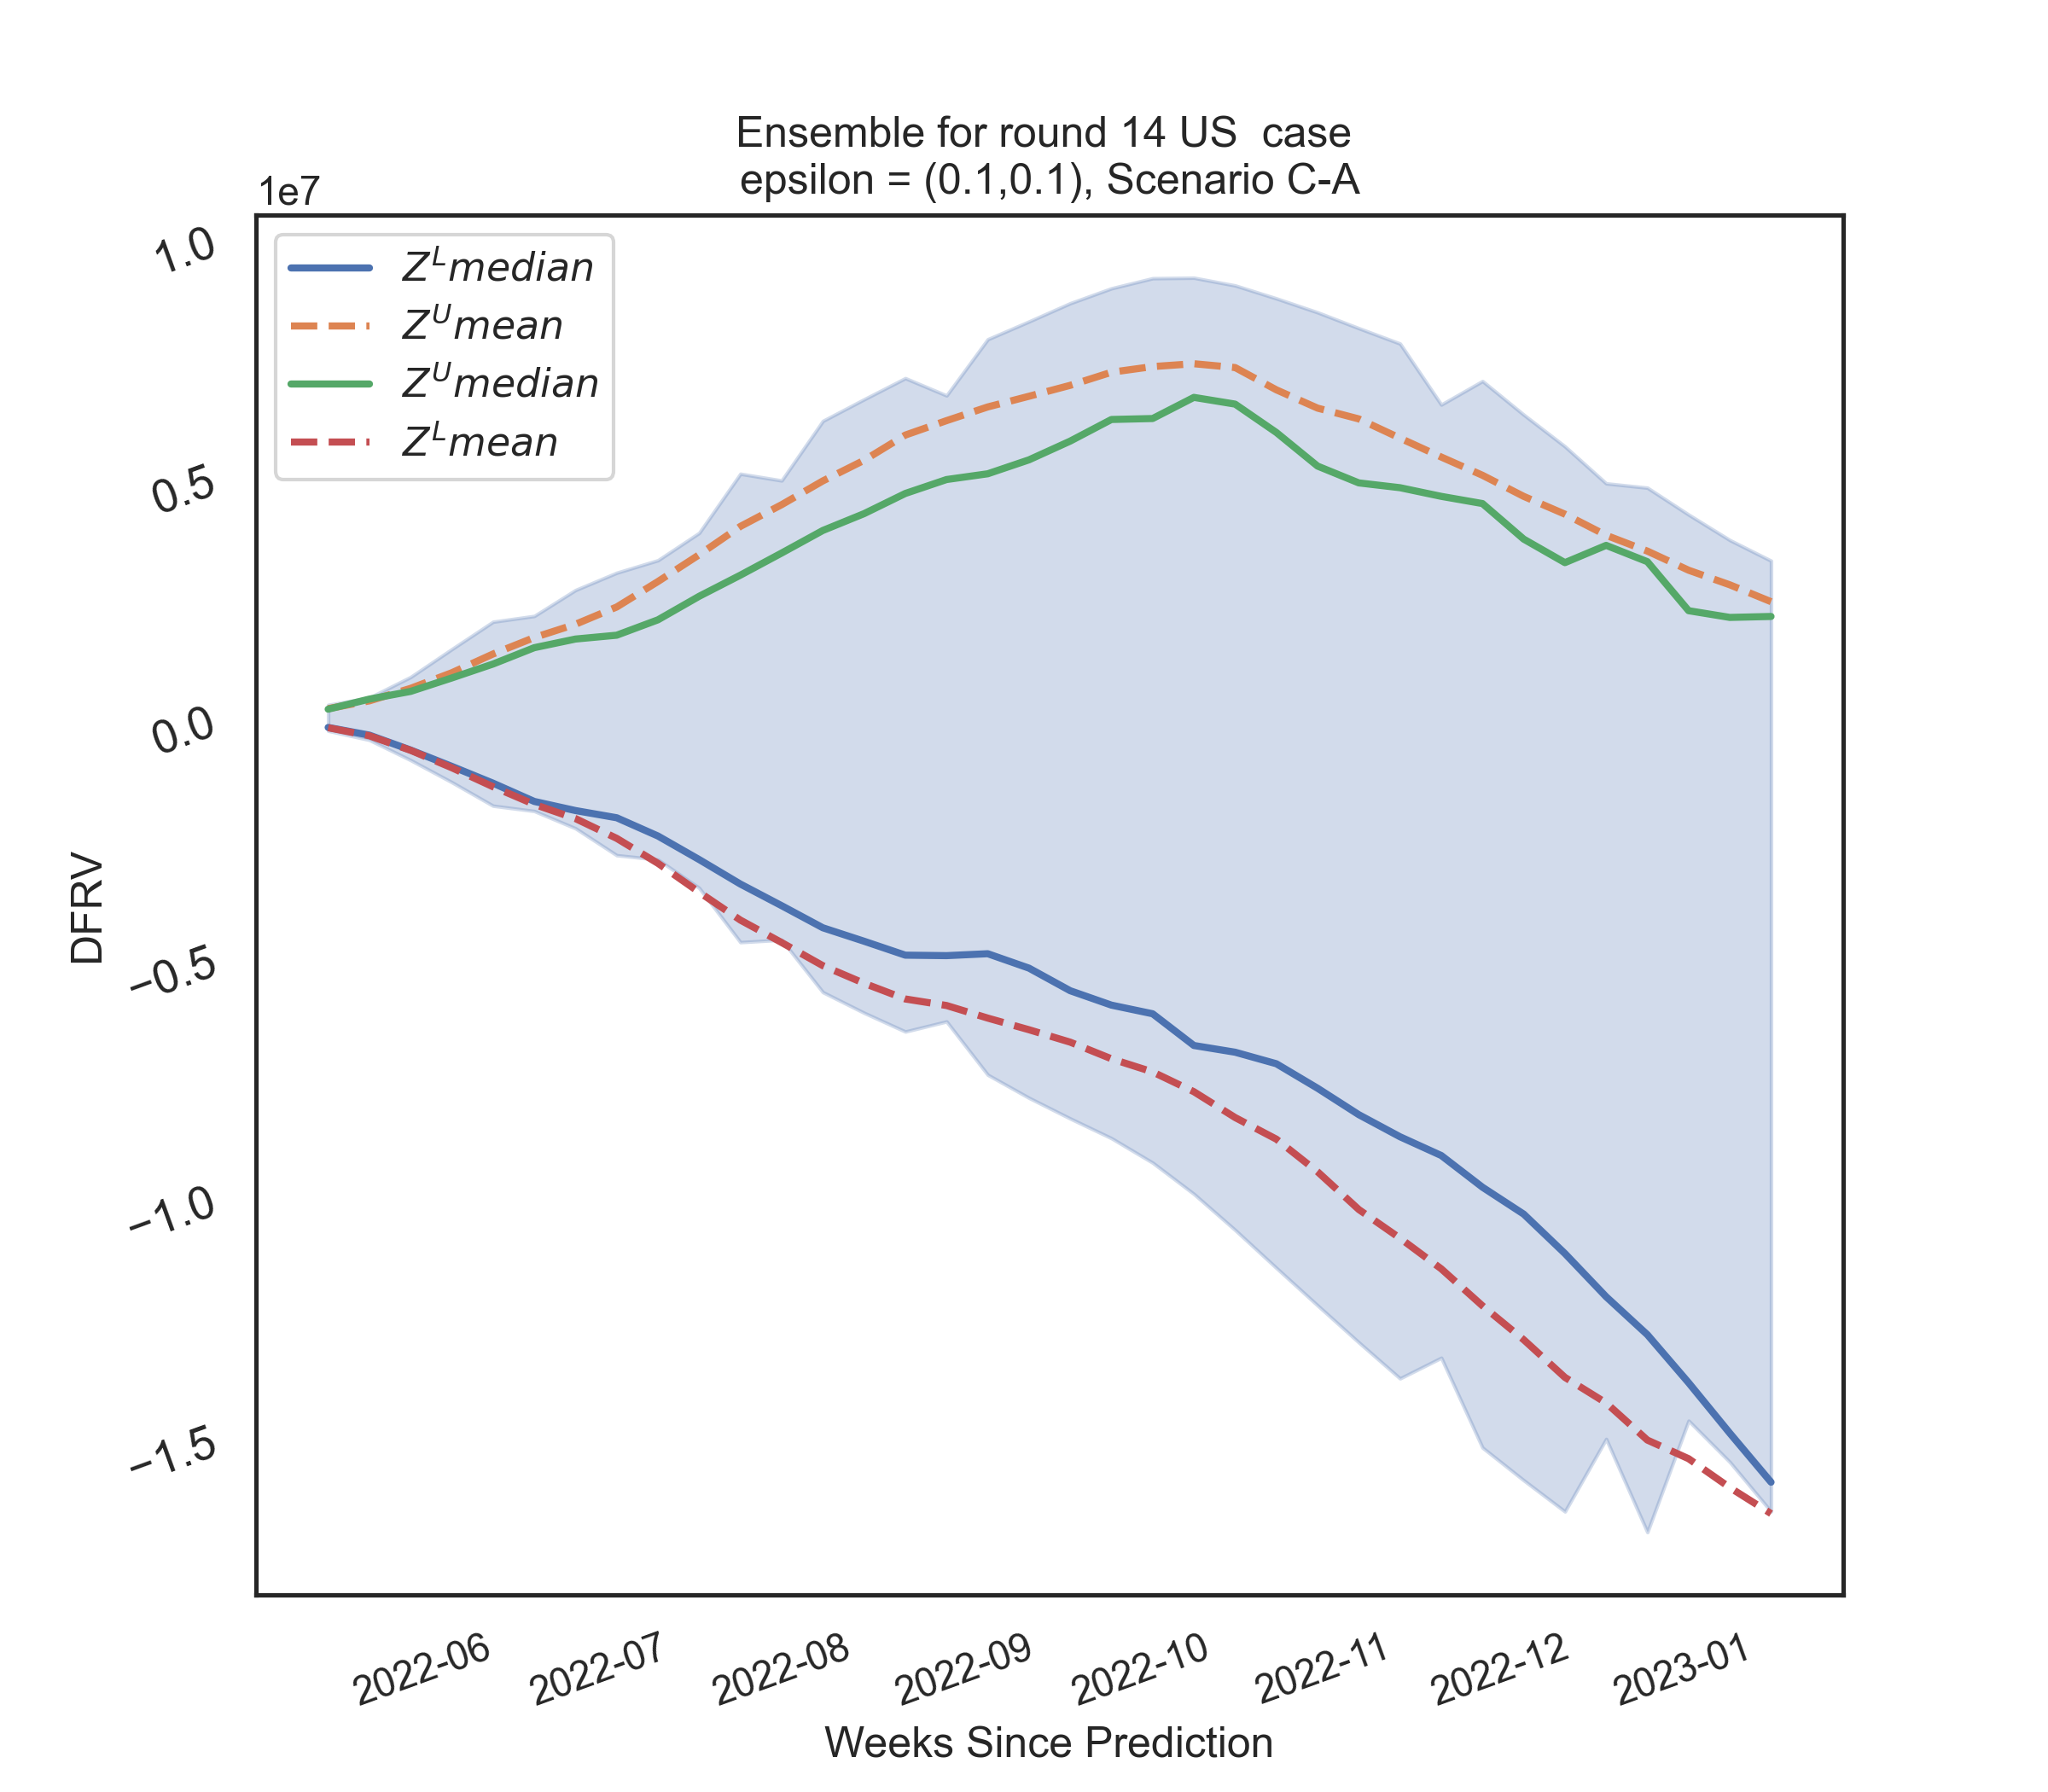 Ensemble for round 14 US  case
epsilon = (0.1,0.1), Scenario C-A
1e7
1.0
0.5
0.0
−0.5
−1.0
−1.5
DFRV
Z^L median
Z^U mean
Z^U median
Z^L mean
2022-06
2022-07
2022-08
2022-09
2022-10
2022-11
2022-12
2023-01
Weeks Since Prediction